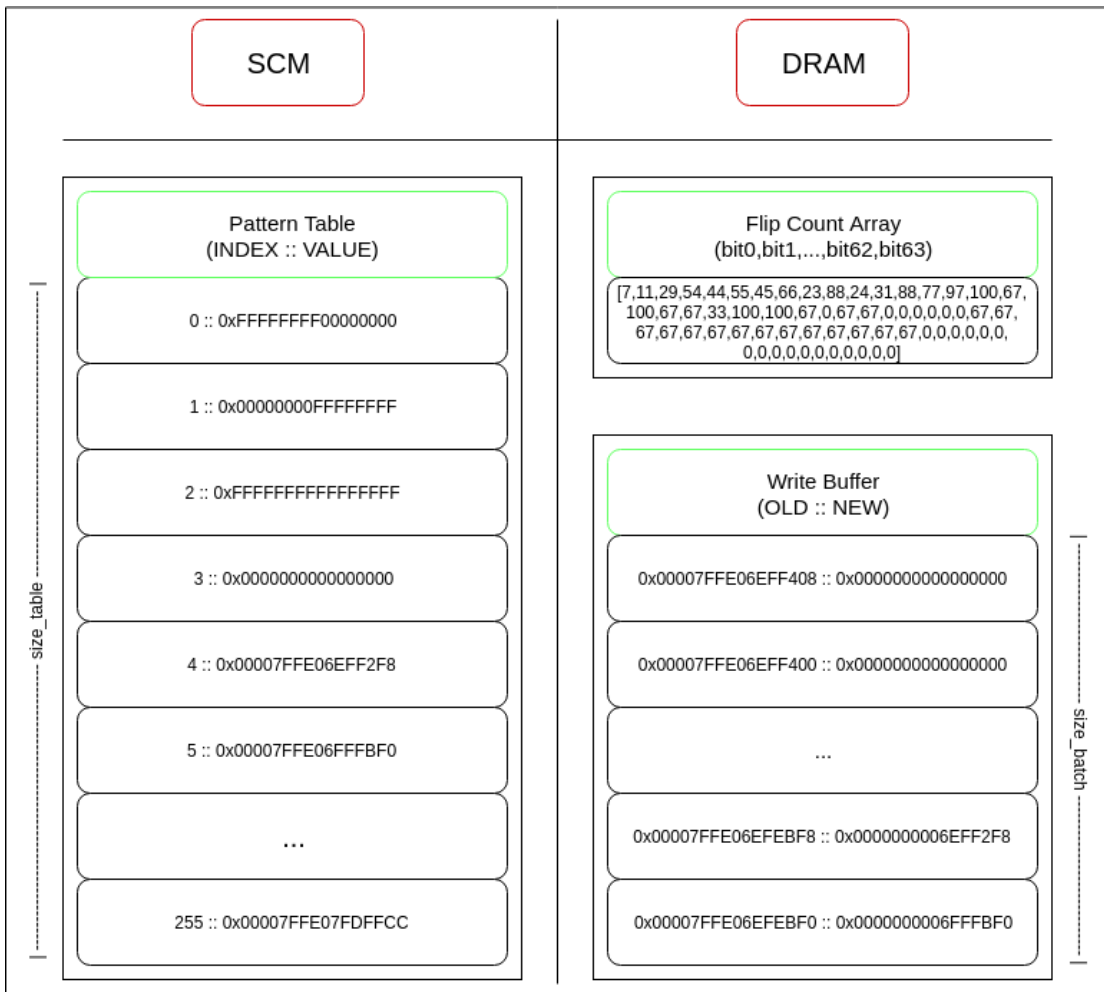 SCM
DRAM
Pattern Table
(INDEX :: VALUE)
0 :: 0xFFFFFFFF00000000
1 :: 0x00000000FFFFFFFF
2 :: 0xFFFFFFFFFFFFFFFF
3 :: 0x0000000000000000
4 :: 0x00007FFE06EFF2F8
5 :: 0x00007FFE06FFFBF0
...
255 :: 0x00007FFE07FDFFCC
size_table
Flip Count Array
(bit0,bit1,...,bit62,bit63)
[7,11,29,54,44,55,45,66,23,88,24,31,88,77,97,100,67,
100,67,67,33,100,100,67,0,67,67,0,0,0,0,0,0,67,67,
67,67,67,67,67,67,67,67,67,67,67,67,0,0,0,0,0,0,
0,0,0,0,0,0,0,0,0,0,0]
Write Buffer
(OLD :: NEW)
0x00007FFE06EFF408 :: 0x0000000000000000
0x00007FFE06EFF400 :: 0x0000000000000000
...
0x00007FFE06EFEBF8 :: 0x0000000006EFF2F8
0x00007FFE06EFEBF0 :: 0x0000000006FFFBF0
size_batch